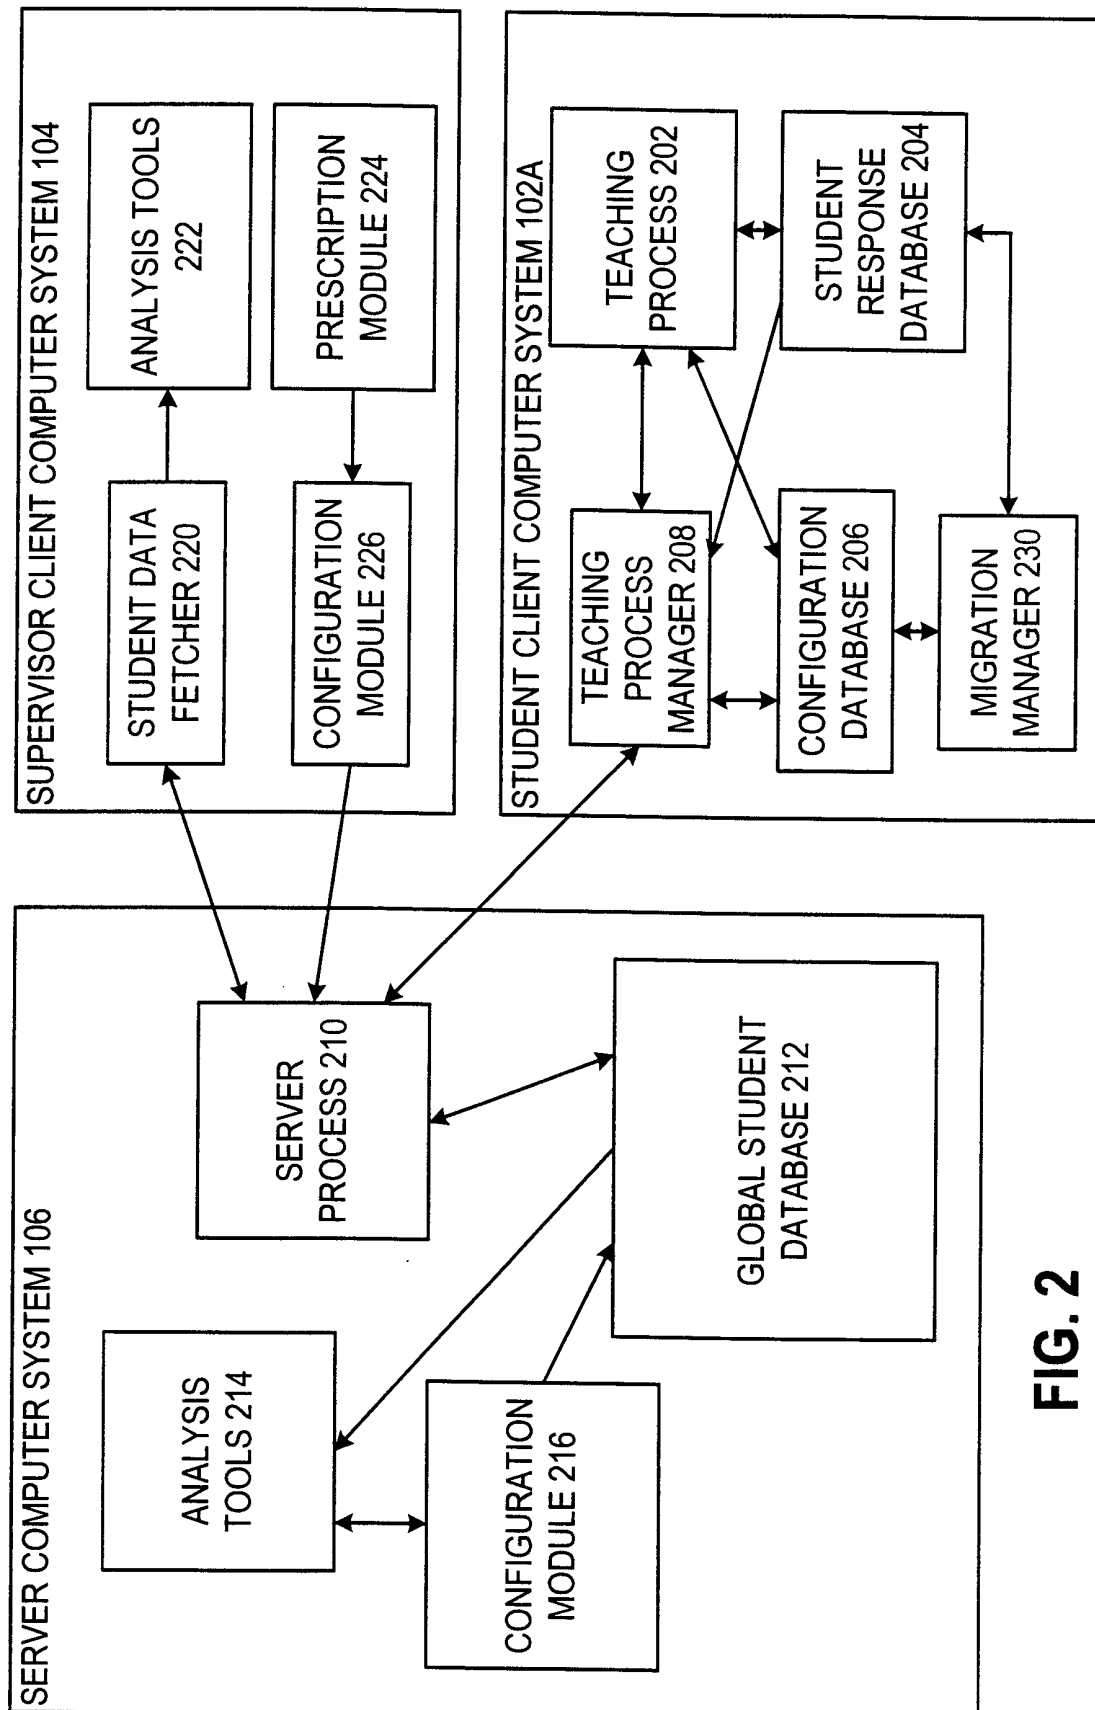 SERVER COMPUTER SYSTEM 106
ANALYSIS
TOOLS 214
CONFIGURATION
MODULE 216
SERVER
PROCESS 210
GLOBAL STUDENT
DATABASE 212
SUPERVISOR CLIENT COMPUTER SYSTEM 104
STUDENT DATA
FETCHER 220
ANALYSIS TOOLS
222
CONFIGURATION
MODULE 226
PRESCRIPTION
MODULE 224
STUDENT CLIENT COMPUTER SYSTEM 102A
TEACHING
PROCESS
MANAGER 208
TEACHING
PROCESS 202
CONFIGURATION
DATABASE 206
STUDENT
RESPONSE
DATABASE 204
MIGRATION
MANAGER 230
FIG. 2